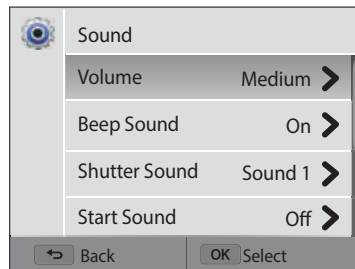 Sound
Volume Medium
Beep Sound On
Shutter Sound Sound 1
Start Sound Off
Back OK Select